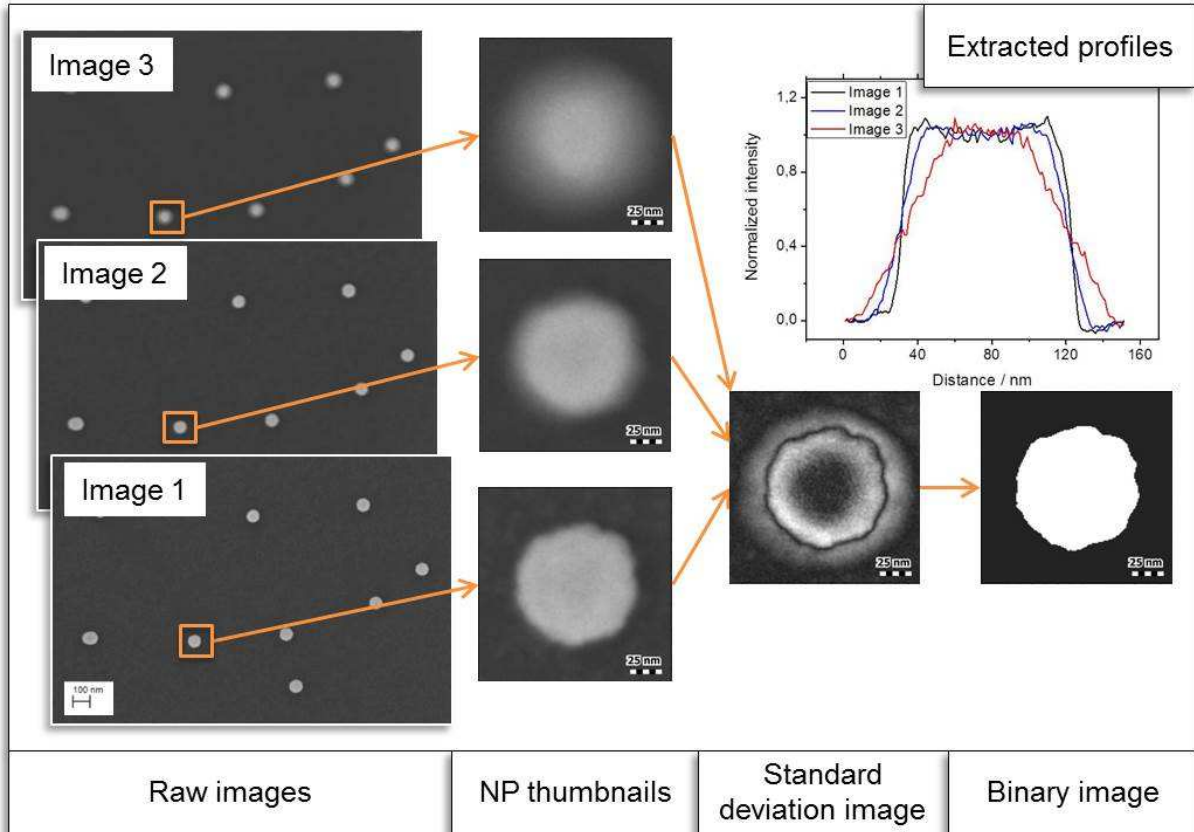 Image 3
Image 2
Image 1
100 nm
25 nm
25 nm
25 nm
Extracted profiles
Image 1
Image 2
Image 3
Normalized intensity
1,2
0,8
0,4
0,0
0 40 80 120 160
Distance / nm
25 nm
25 nm
Raw images
NP thumbnails
Standard
deviation image
Binary image